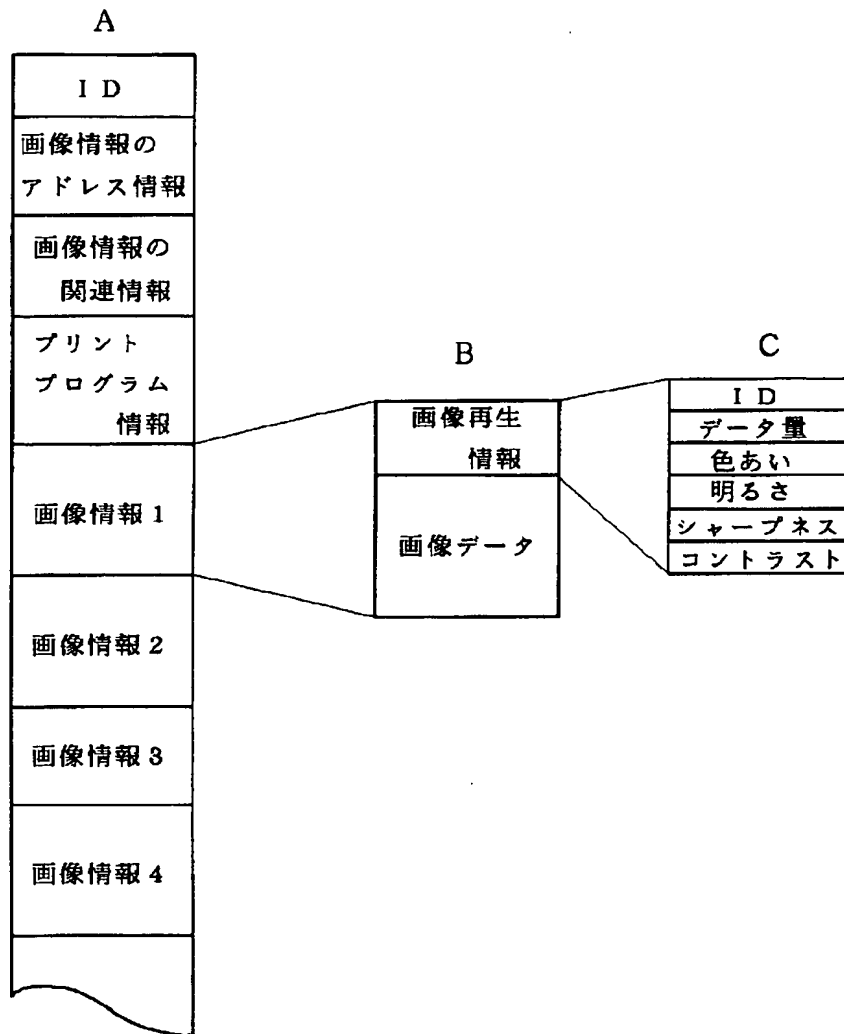 A
I D
画像情報の
アドレス情報
画像情報の
関連情報
プリント
プログラム
情報
画像情報1
画像情報2
画像情報3
画像情報4
B
画像再生
情報
画像データ
C
I D
データ量
色あい
明るさ
シャープネス
コントラスト